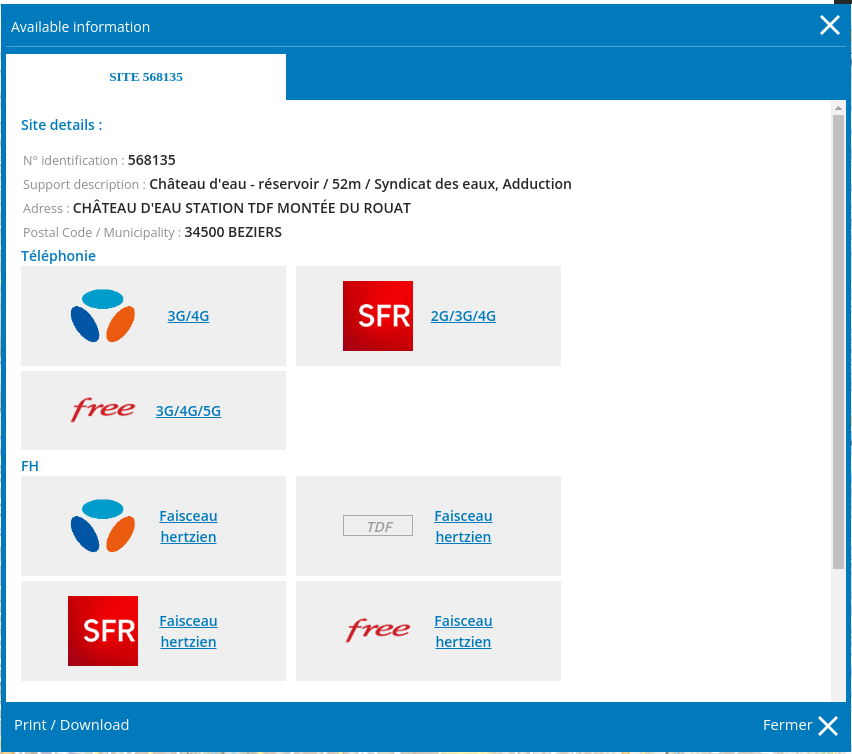 Available information
SITE 568135
Site details :
N° identification : 568135
Support description : Château d'eau - réservoir / 52m / Syndicat des eaux, Adduction
Adress : CHÂTEAU D'EAU STATION TDF MONTÉE DU ROUAT
Postal Code / Municipality : 34500 BEZIERS
Téléphonie
3G/4G
SFR 2G/3G/4G
free 3G/4G/5G
FH
Faisceau
hertzien
TDF Faisceau
hertzien
SFR Faisceau
hertzien
free Faisceau
hertzien
Print / Download
Fermer